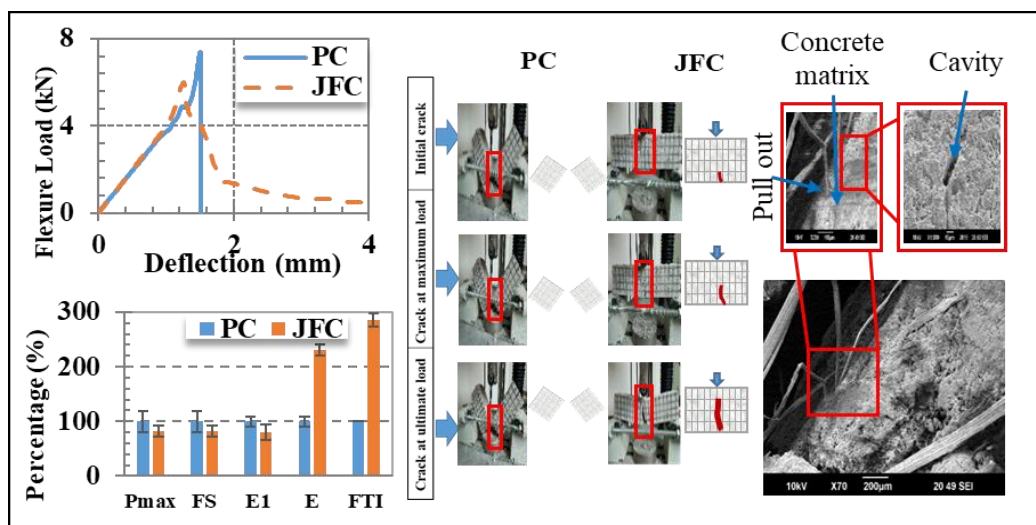 8
4
0
Flexure Load (kN)
PC
JFC
0
2
4
Deflection (mm)
300
200
100
0
Percentage (%)
PC
JFC
Pmax
FS
E1
E
FTI
PC
JFC
Initial crack
Crack at maximum load
Crack at ultimate load
Concrete
matrix
Cavity
Pull out
10kV
X70
200µm
20 49 SEI